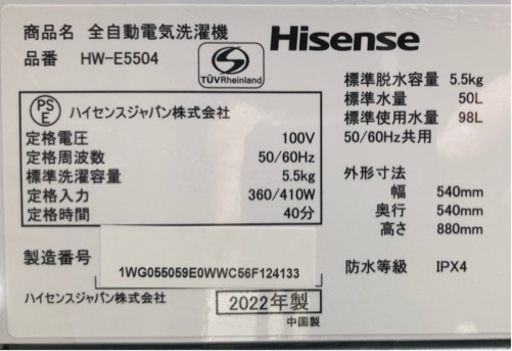 商品名 全自動電気洗濯機
品番 HW-E5504
TÜVRheinland
Hisense
標準脱水容量 5.5kg
標準水量 50L
標準使用水量 98L
50/60Hz共用
PS
E
ハイセンスジャパン株式会社
定格電圧 100V
定格周波数 50/60Hz
標準洗濯容量 5.5kg
定格入力 360/410W
定格時間 40分
外形寸法
幅 540mm
奥行 540mm
高さ 880mm
製造番号 1WG055059E0WWC56F124133
防水等級 IPX4
ハイセンスジャパン株式会社 2022年製
中国製